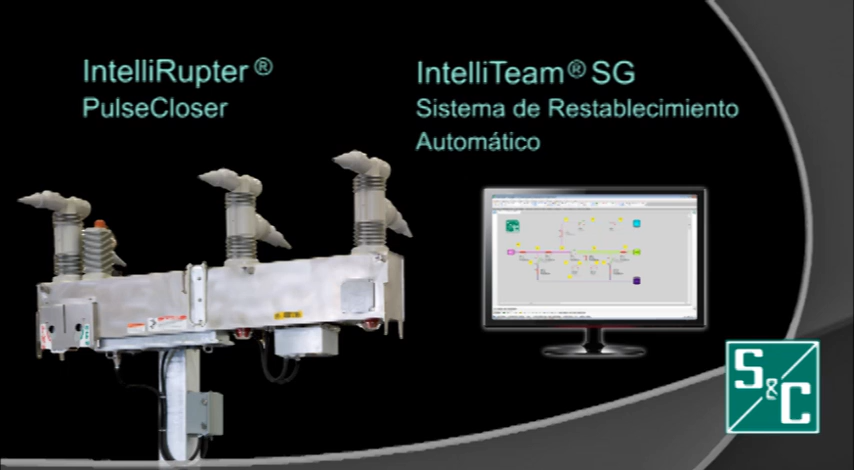 IntelliRupter®
PulseCloser
IntelliTeam® SG
Sistema de Restablecimiento
Automático
S&C